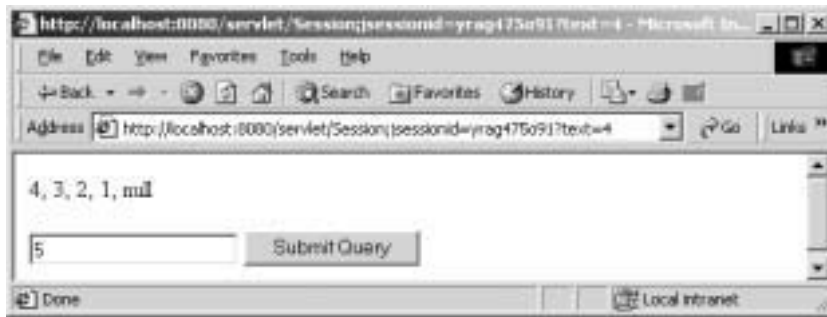 http://localhost:8080/servlet/Session;jsessionid=yrag475o91?text=4 - Microsoft In...
File Edit View Favorites Tools Help
Back Search Favorites History
Address http://localhost:8080/servlet/Session;jsessionid=yrag475o91?text=4 Go Links »
4, 3, 2, 1, null
5 Submit Query
Done Local intranet